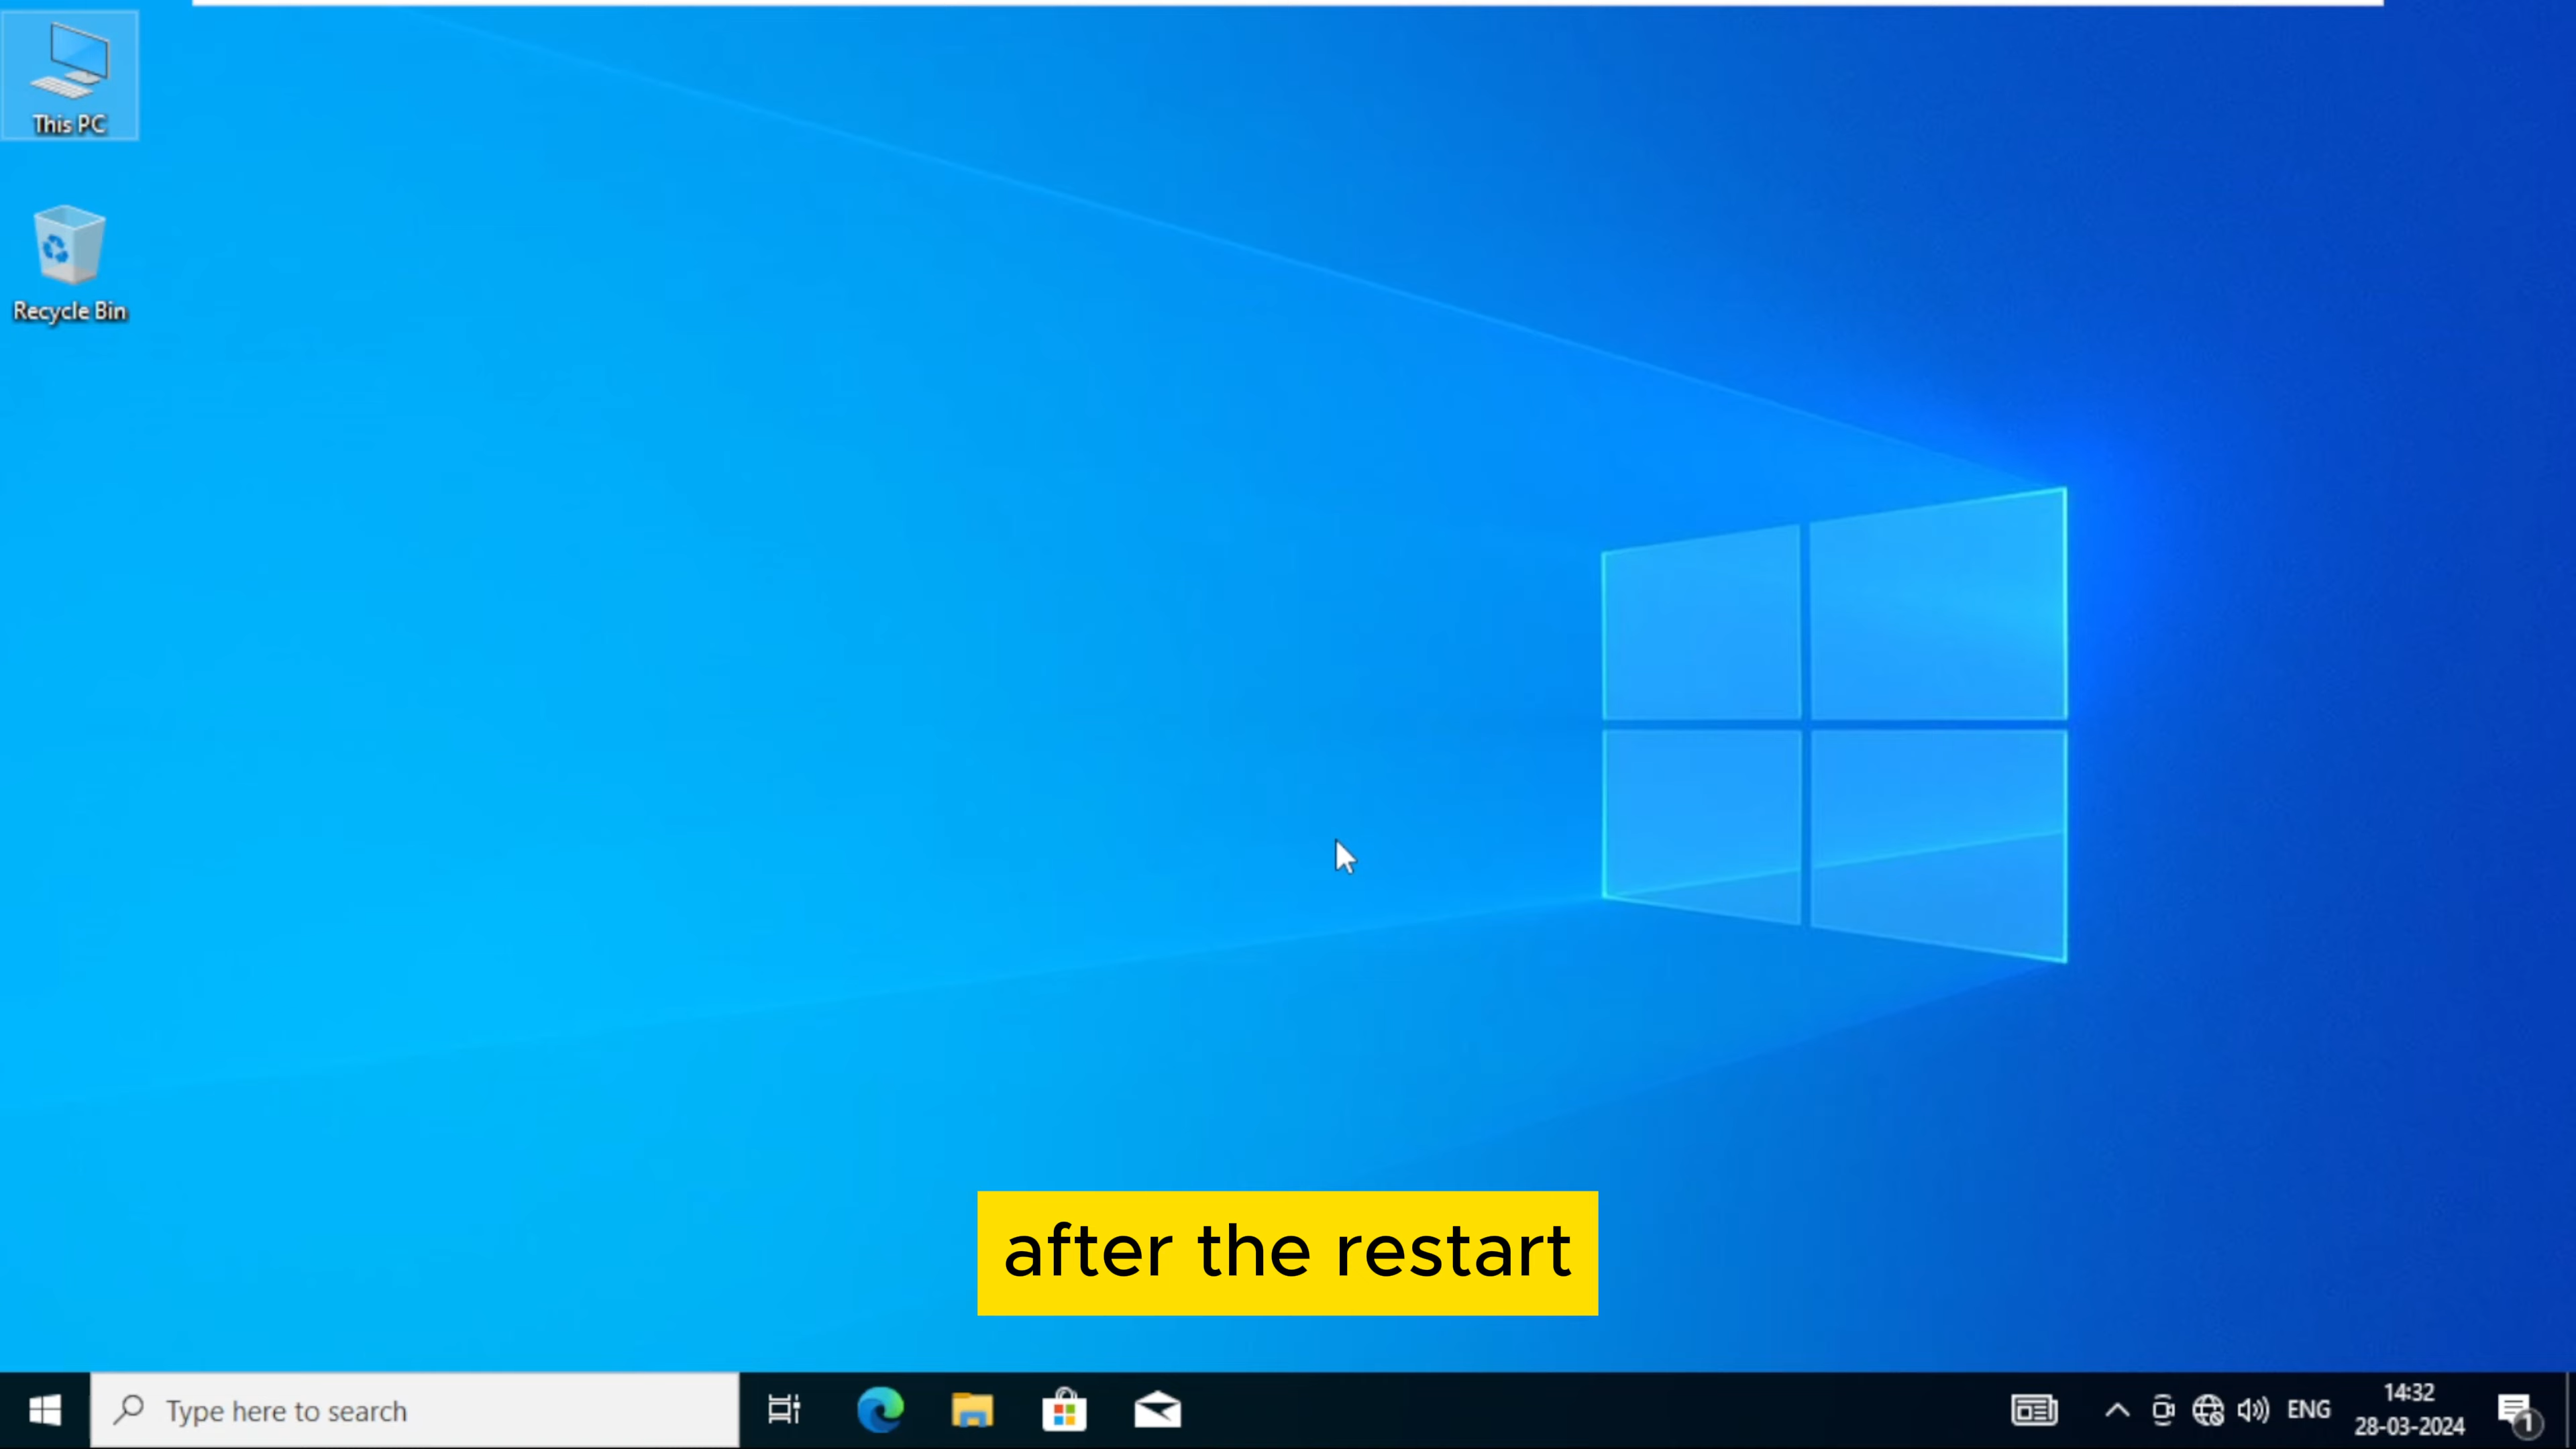 This PC
Recycle Bin
after the restart
Type here to search
ENG
14:32
28-03-2024
1